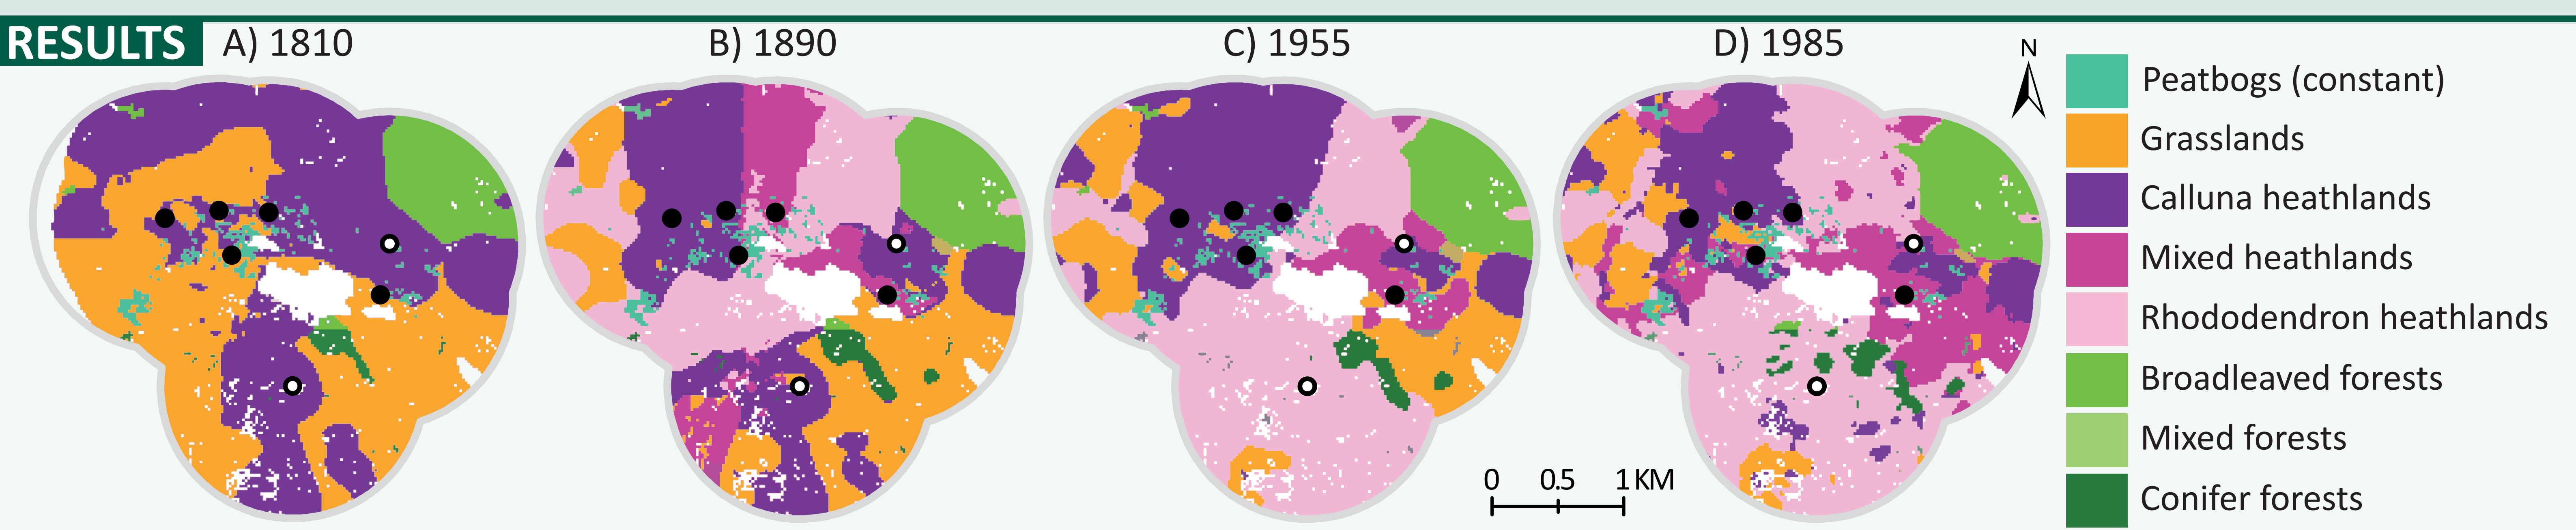 RESULTS
A) 1810
B) 1890
C) 1955
D) 1985
N
0 0.5 1 KM
Peatbogs (constant)
Grasslands
Calluna heathlands
Mixed heathlands
Rhododendron heathlands
Broadleaved forests
Mixed forests
Conifer forests